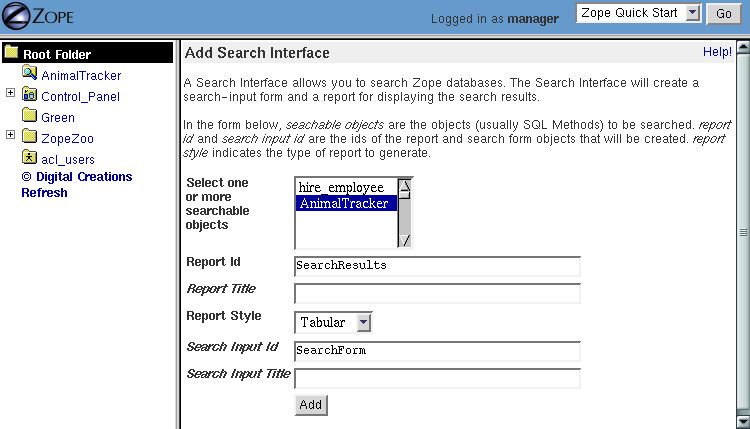 ZOPE
Logged in as manager
Zope Quick Start
Go
Root Folder
AnimalTracker
Control_Panel
Green
ZopeZoo
acl_users
© Digital Creations
Refresh
Add Search Interface
Help!
A Search Interface allows you to search Zope databases. The Search Interface will create a
search-input form and a report for displaying the search results.
In the form below, seachable objects are the objects (usually SQL Methods) to be searched. report
id and search input id are the ids of the report and search form objects that will be created. report
style indicates the type of report to generate.
Select one
or more
searchable
objects
hire_employee
AnimalTracker
Report Id
SearchResults
Report Title
Report Style
Tabular
Search Input Id
SearchForm
Search Input Title
Add